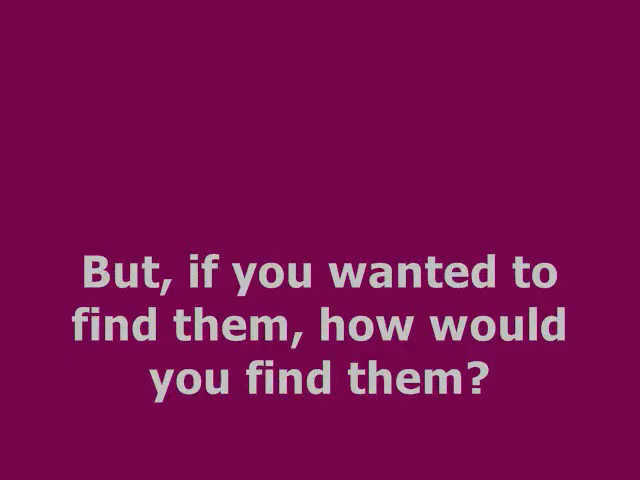 But, if you wanted to
find them, how would
you find them?